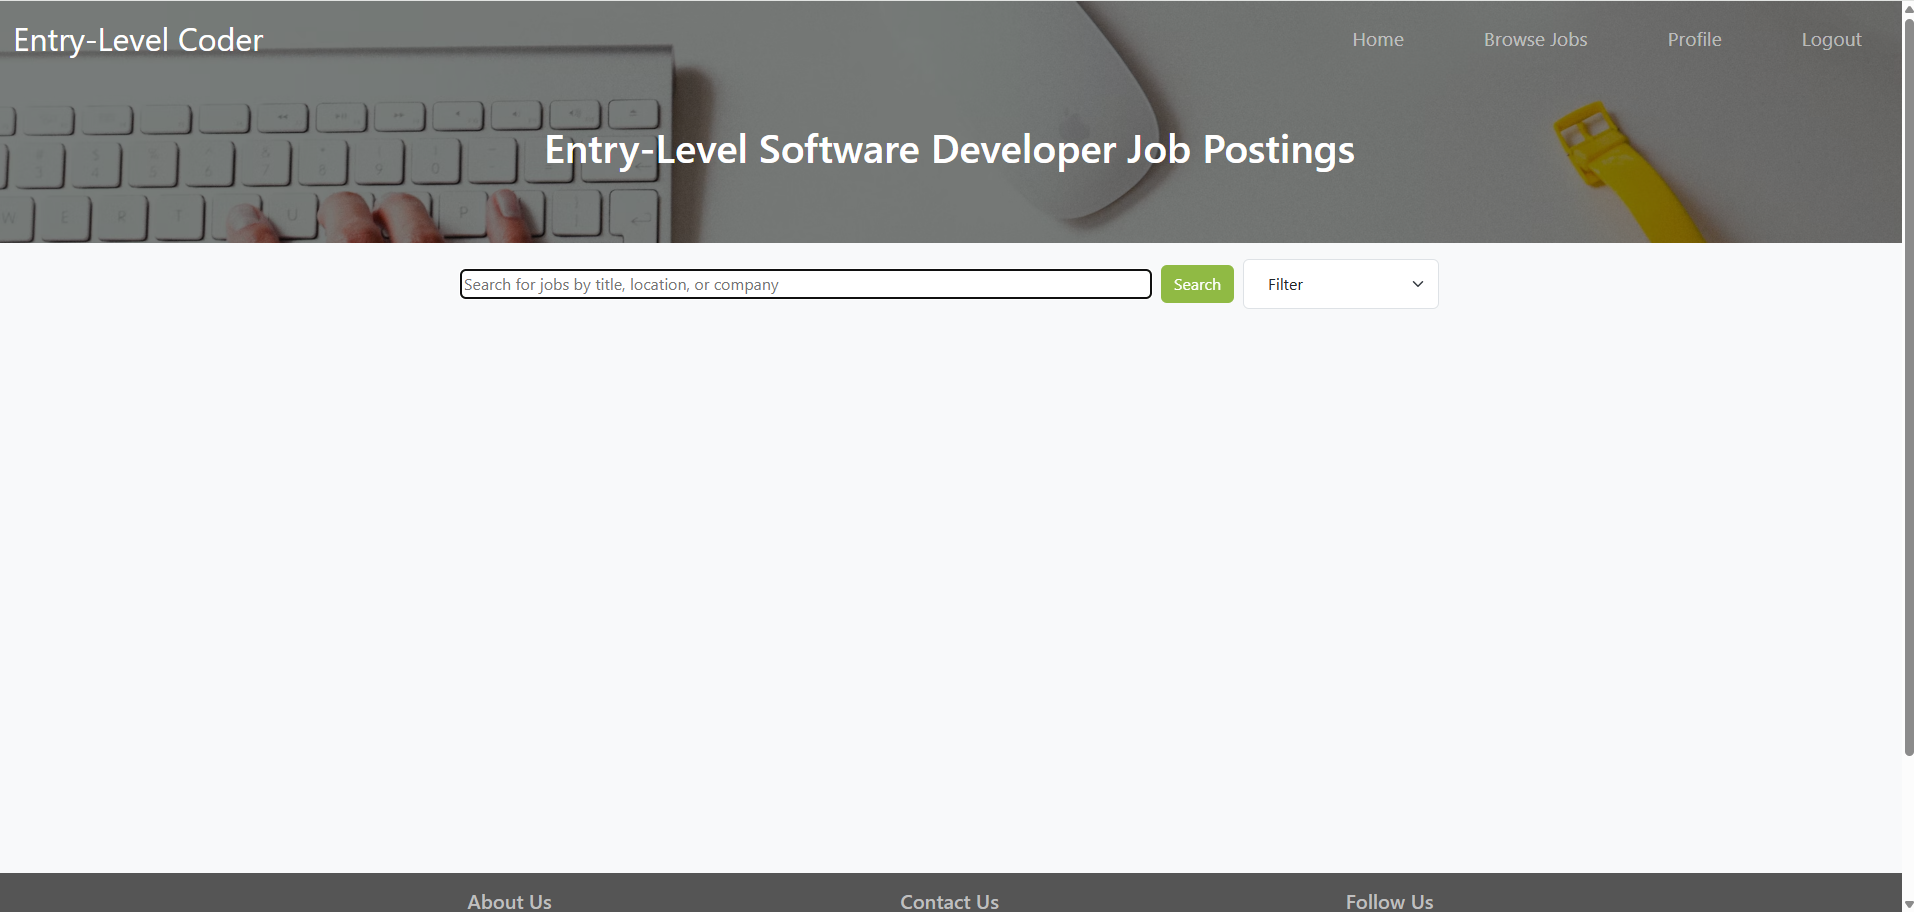 Entry-Level Coder
Home
Browse Jobs
Profile
Logout
Entry-Level Software Developer Job Postings
Search for jobs by title, location, or company
Search
Filter
About Us
Contact Us
Follow Us